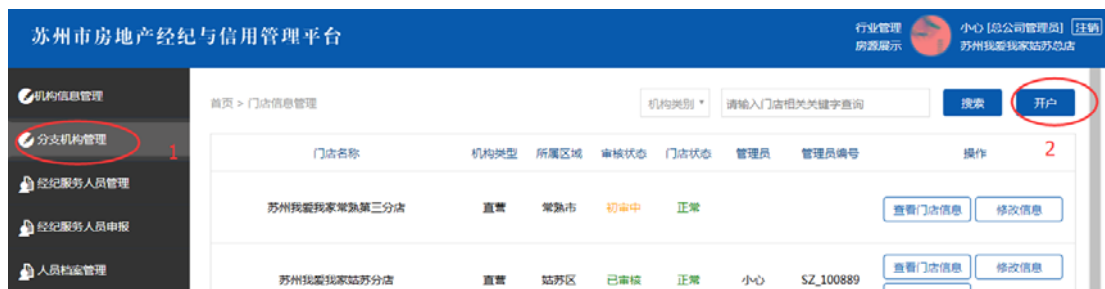 苏州市房地产经纪与信用管理平台
行业管理
房源展示
小心 [总公司管理员] 注销
苏州我爱我家姑苏总店
机构信息管理
分支机构管理
1
经纪服务人员管理
经纪服务人员申报
人员档案管理
首页 > 门店信息管理
机构类别
请输入门店相关关键字查询
搜索
开户
2
门店名称 机构类型 所属区域 审核状态 门店状态 管理员 管理员编号 操作
苏州我爱我家常熟第三分店 直营 常熟市 初审中 正常 查看门店信息 修改信息
苏州我爱我家姑苏分店 直营 姑苏区 已审核 正常 小心 SZ_100889 查看门店信息 修改信息